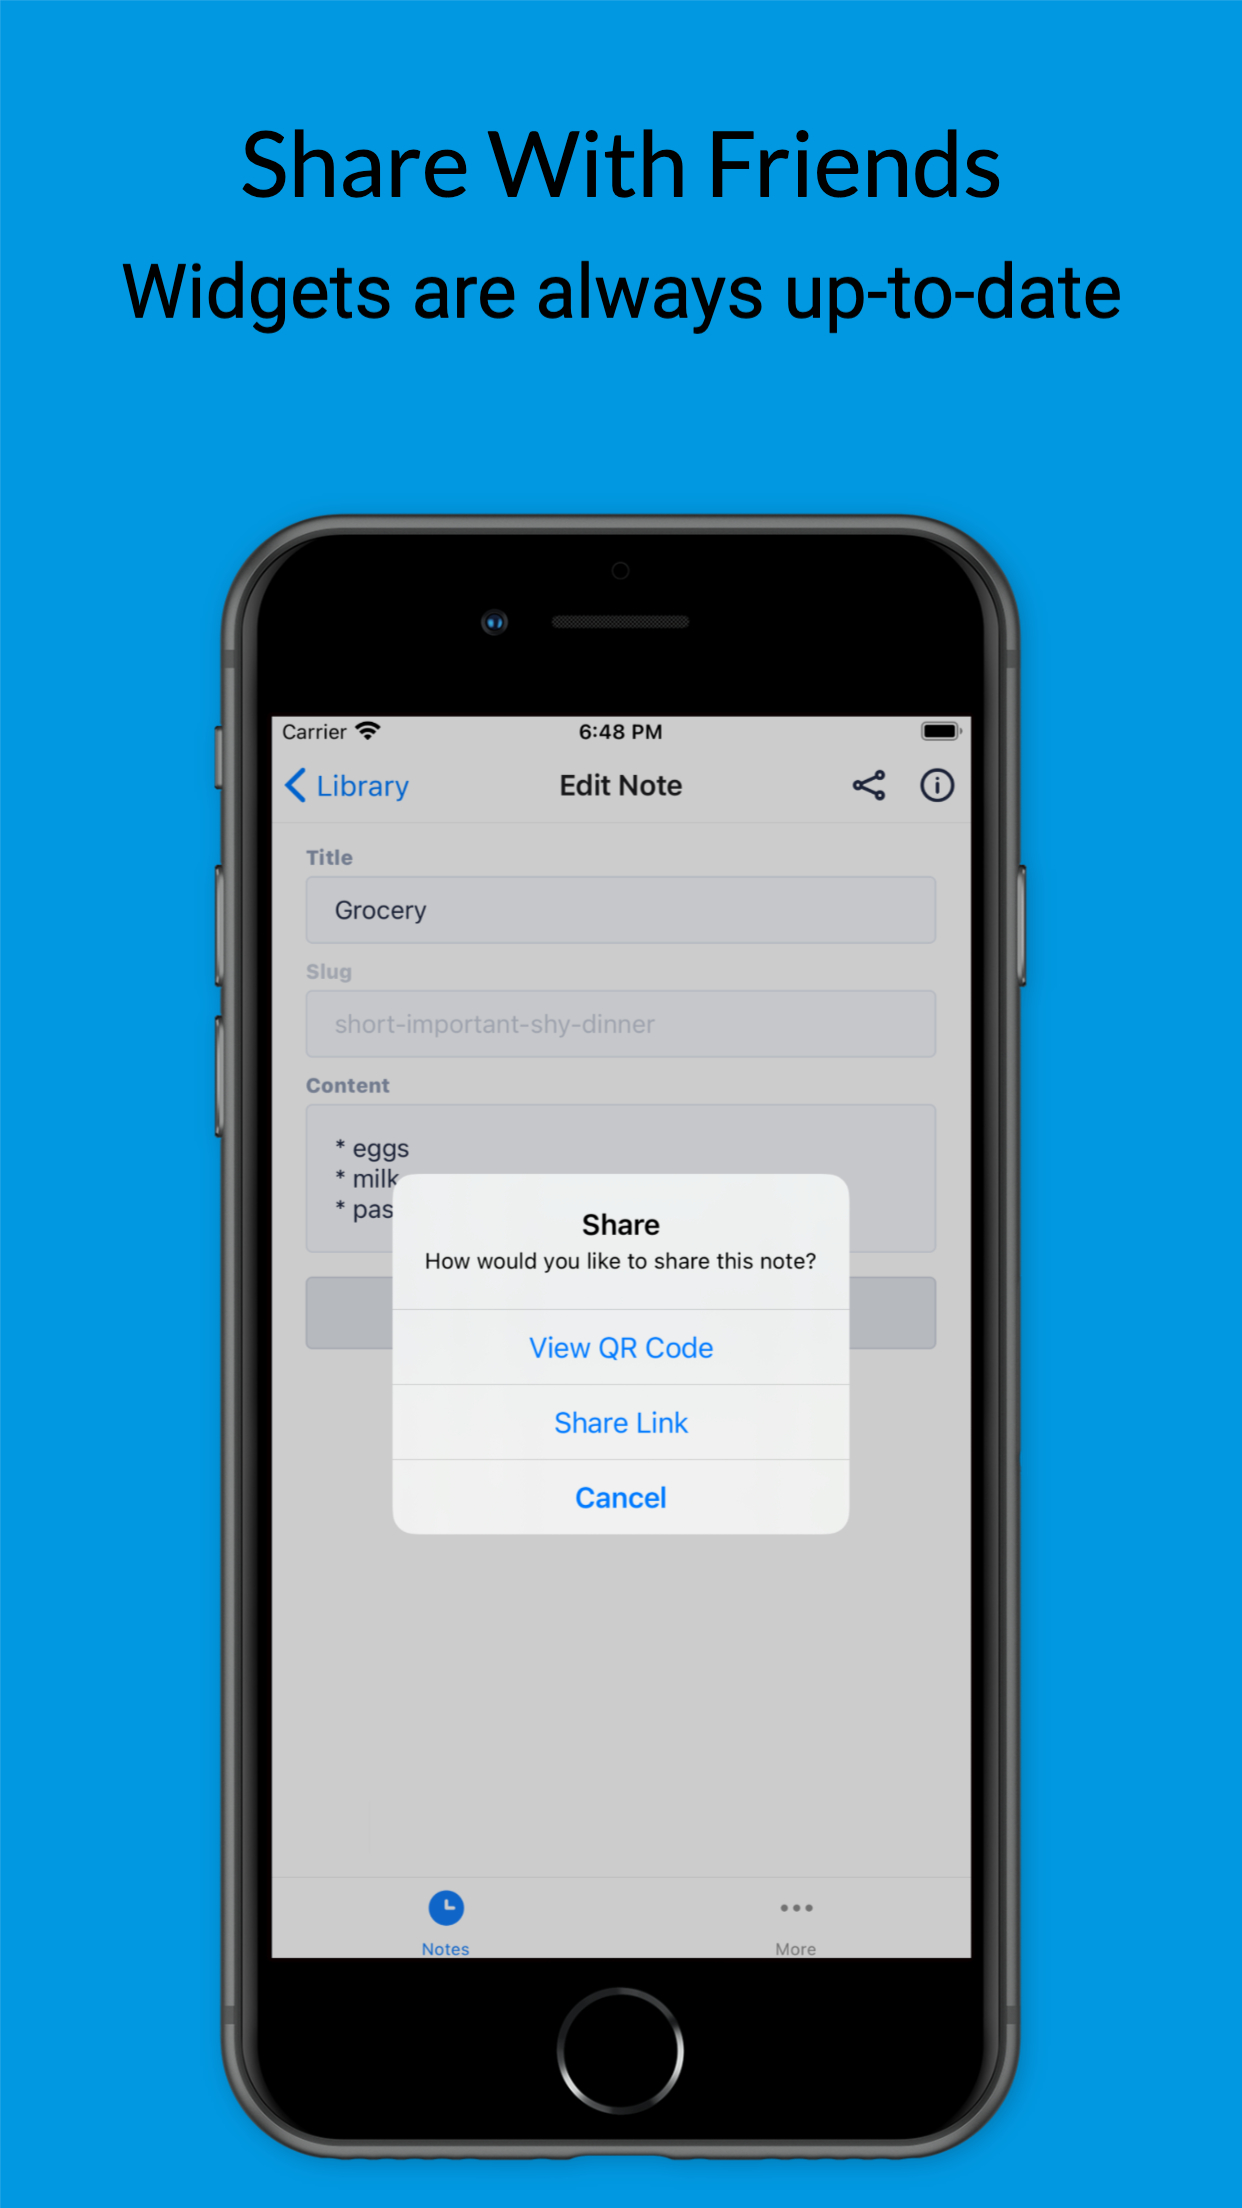 Share With Friends
Widgets are always up-to-date
Carrier 6:48 PM
Library Edit Note
Title
Grocery
Slug
short-important-shy-dinner
Content
* eggs
* milk
*
Share
How would you like to share this note?
View QR Code
Share Link
Cancel
Notes More